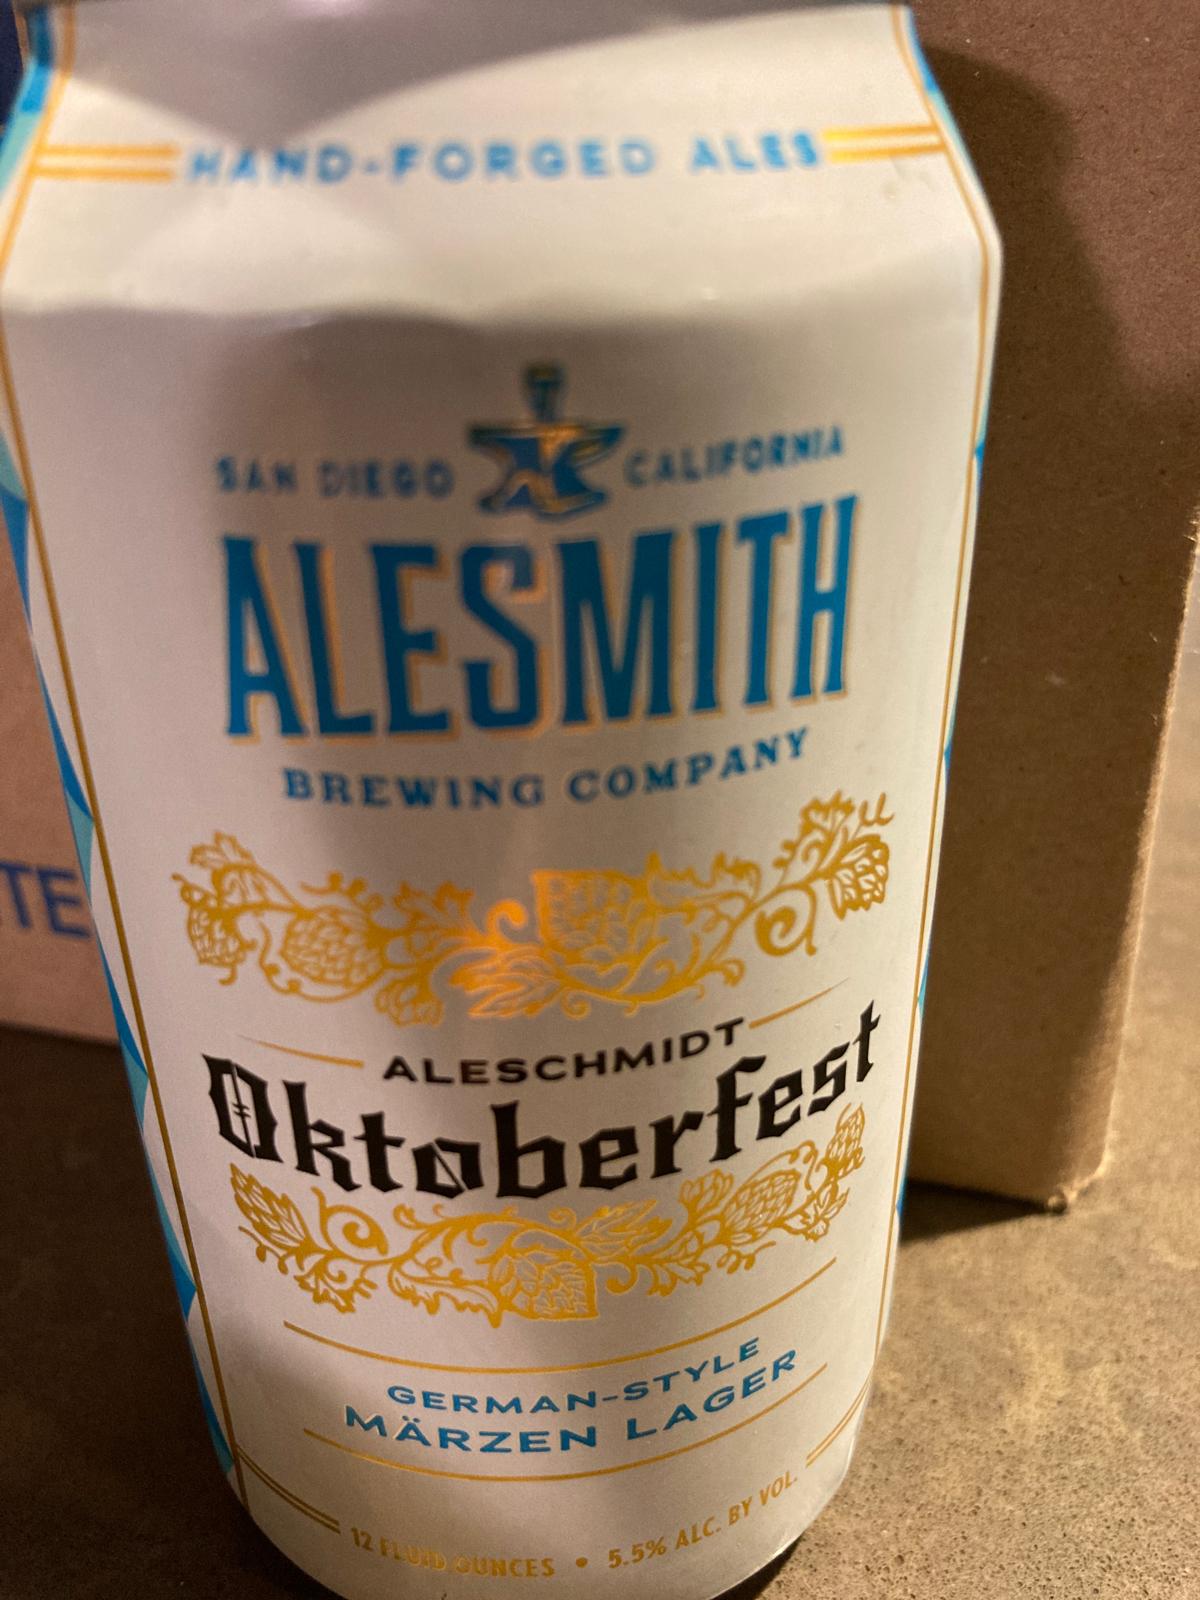 HAND-FORGED ALES
SAN DIEGO CALIFORNIA
ALESMITH
BREWING COMPANY
ALESCHMIDT
Oktoberfest
GERMAN-STYLE
MÄRZEN LAGER
12 FLUID OUNCES • 5.5% ALC. BY VOL.
TE